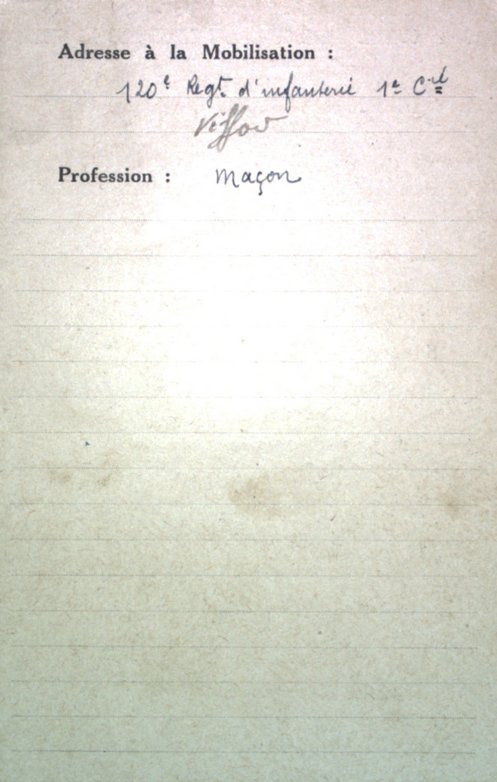 Adresse à la Mobilisation :
120e Regt. d'infanterie 1e Cie
Profession : Maçon